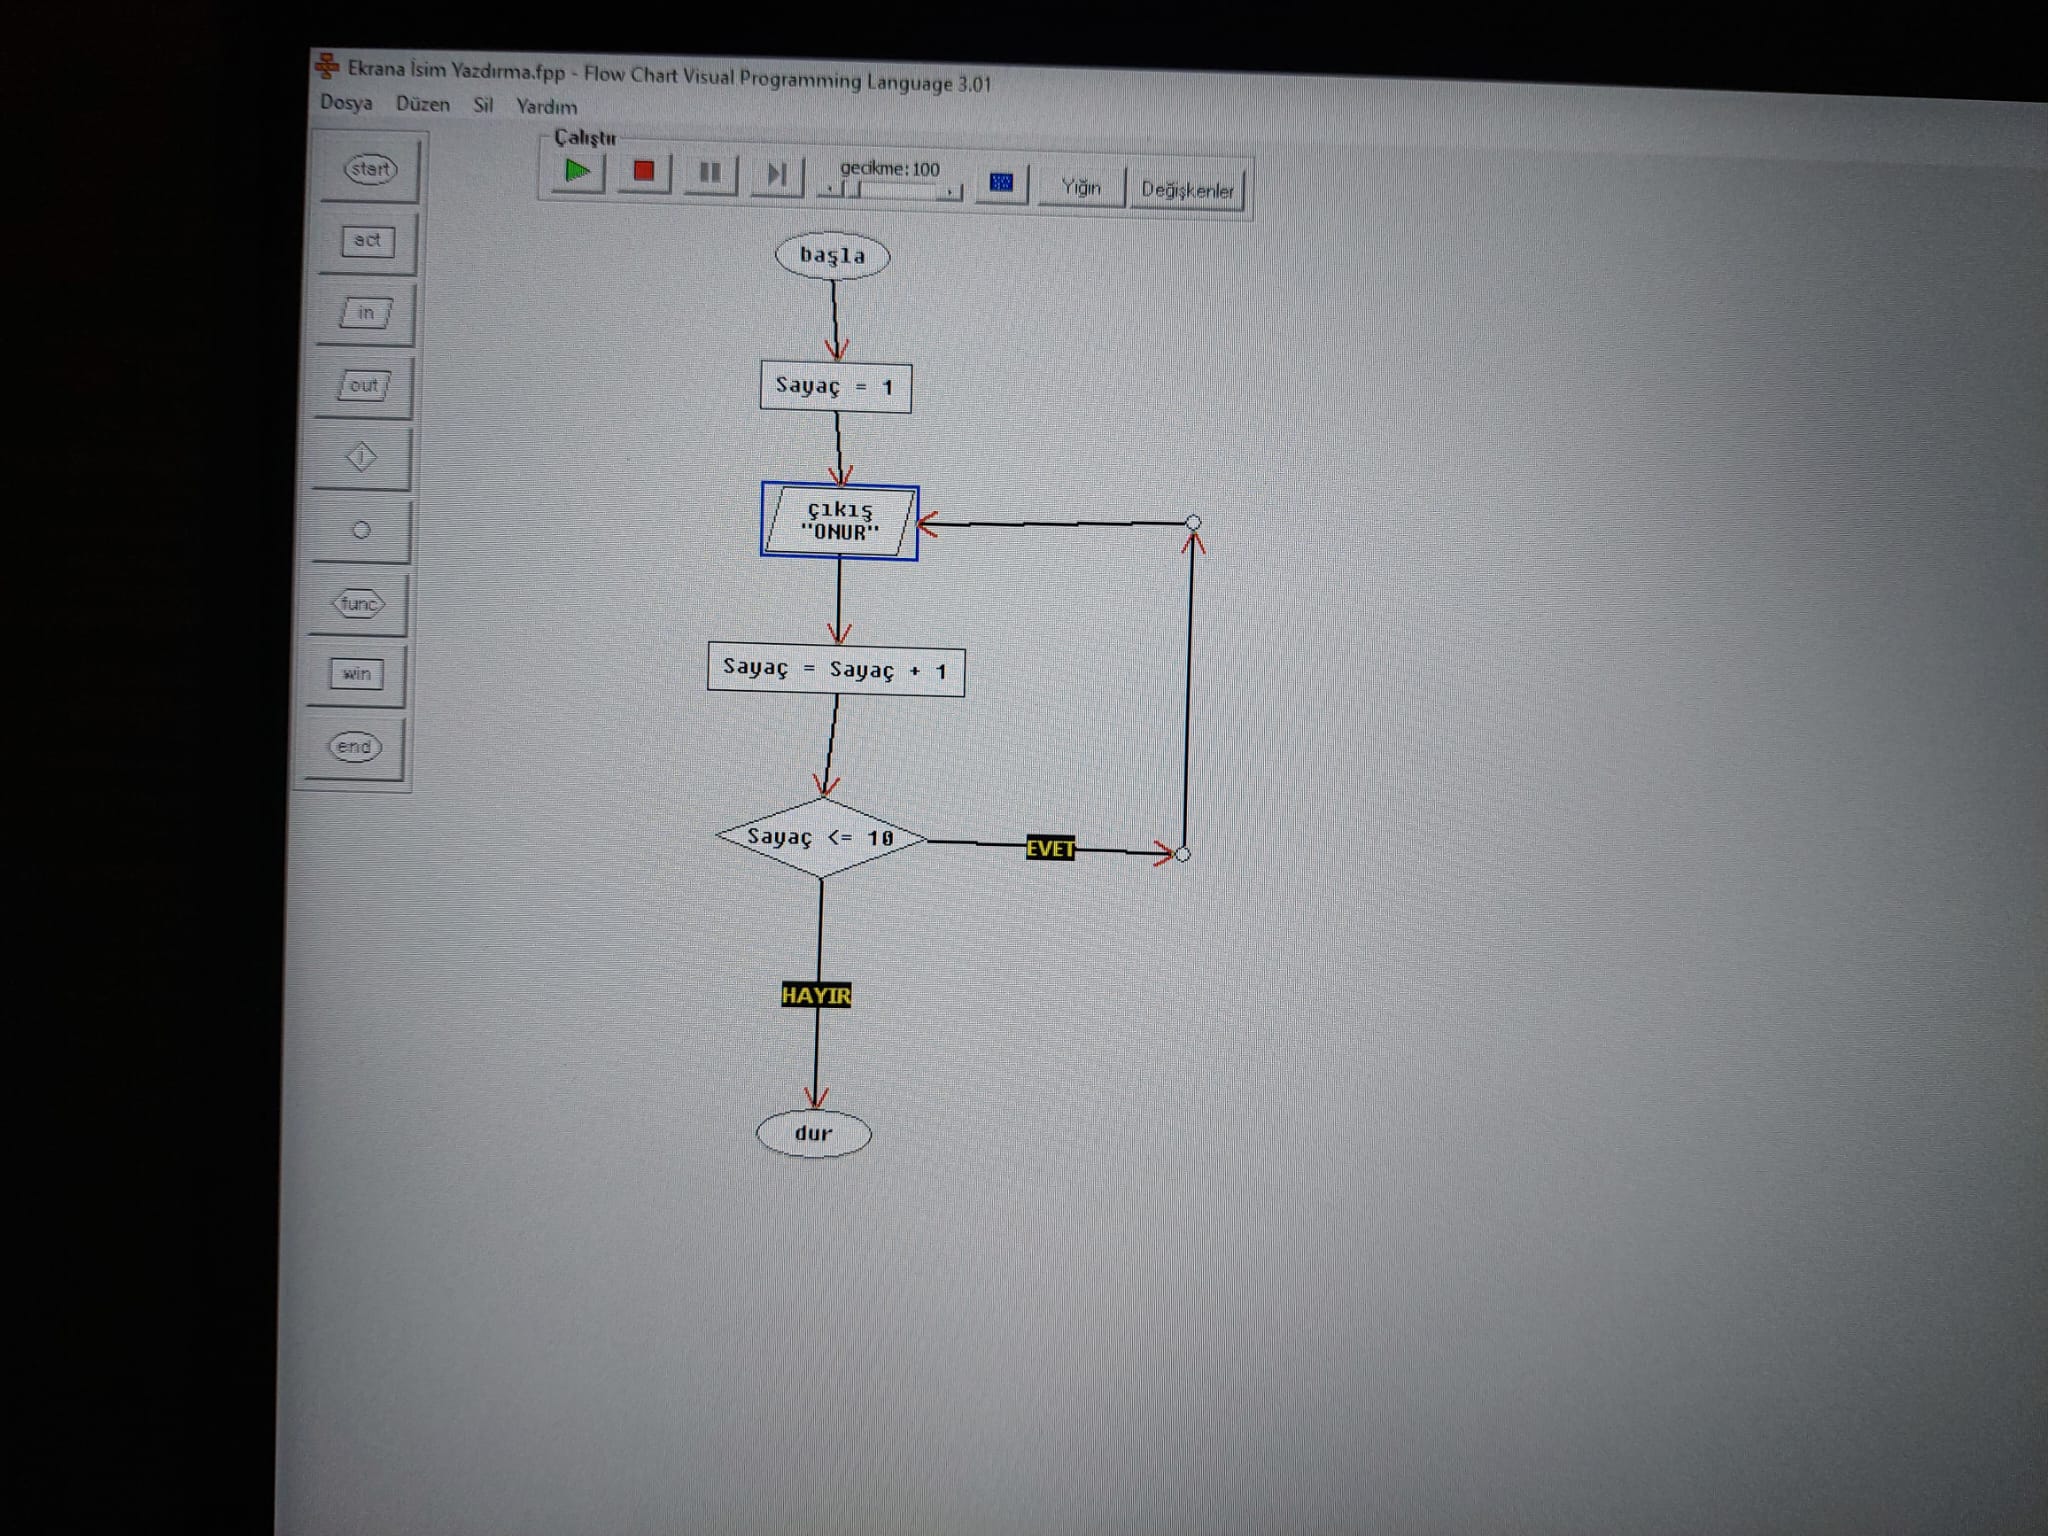 Ekrana İsim Yazdırma.fpp - Flow Chart Visual Programming Language 3.01
Dosya Düzen Sil Yardım
Çalıştır
gecikme:100
Yığın
Değişkenler
start
act
in
out
i
func
win
end
başla
Sayaç = 1
çıkış
"ONUR"
Sayaç = Sayaç + 1
Sayaç <= 10
EVET
HAYIR
dur